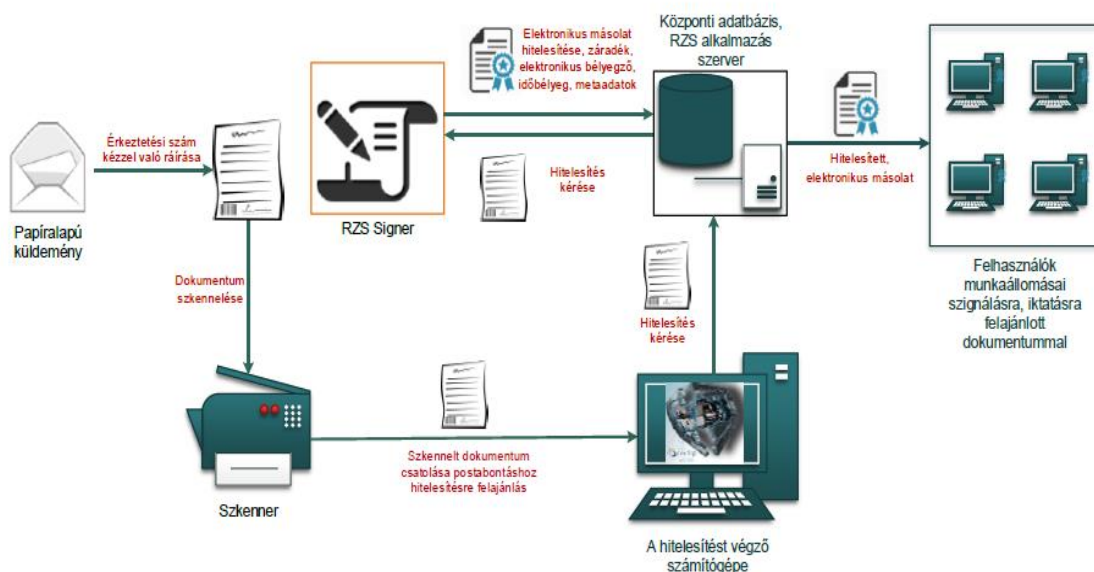 Papíralapú
küldemény
Érkeztetési szám
kézzel való ráírása
Dokumentum
szkennelése
Szkenner
Szkennelt dokumentum
csatolása postabontáshoz
hitelesítésre felajánlás
A hitelesítést végző
számítógépe
Hitelesítés
kérése
RZS Signer
Hitelesítés
kérése
Elektronikus másolat
hitelesítése, záradék,
elektronikus bélyegző,
időbélyeg, metaadatok
Központi adatbázis,
RZS alkalmazás
szerver
Hitelesített,
elektronikus másolat
Felhasználók
munkaállomásai
szignálásra, iktatásra
felajánlott
dokumentummal